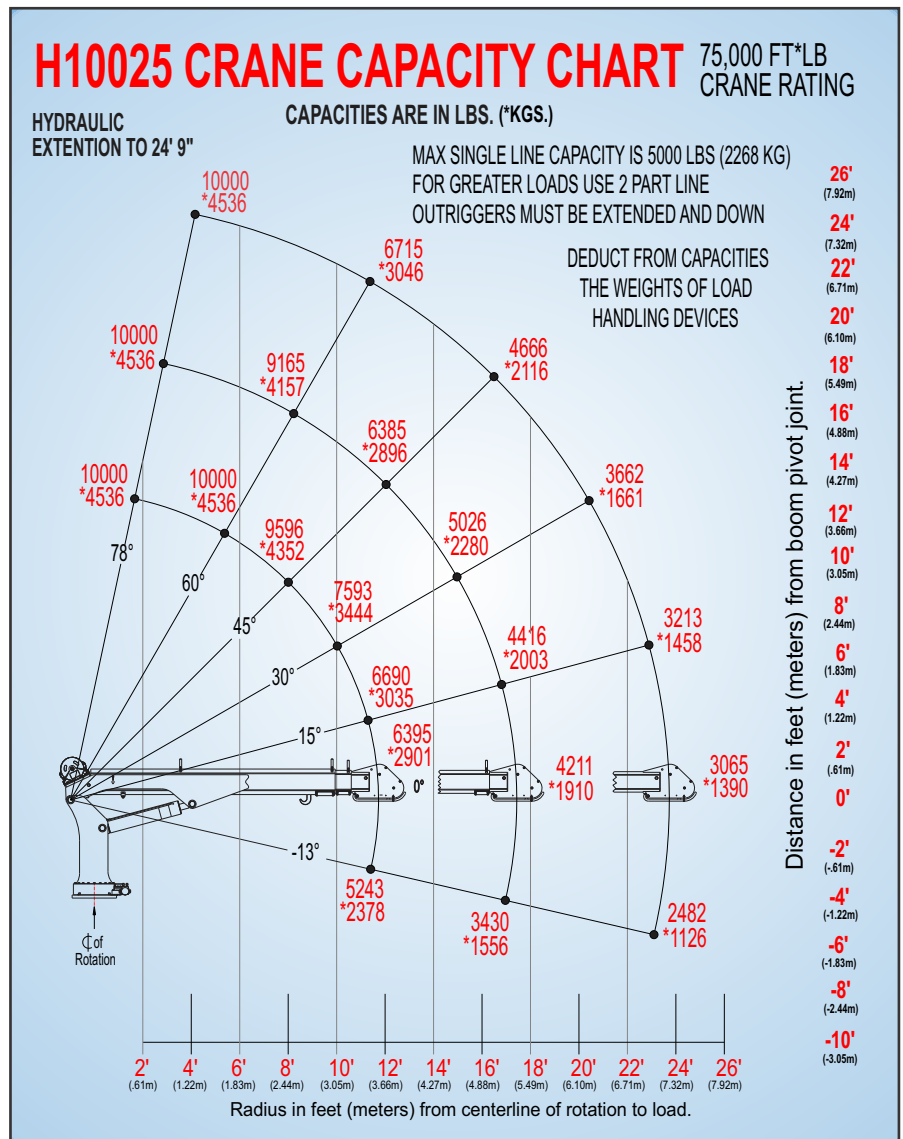 H10025 CRANE CAPACITY CHART
75,000 FT*LB
CRANE RATING
CAPACITIES ARE IN LBS. (*KGS.)
HYDRAULIC
EXTENTION TO 24' 9"
MAX SINGLE LINE CAPACITY IS 5000 LBS (2268 KG)
FOR GREATER LOADS USE 2 PART LINE
OUTRIGGERS MUST BE EXTENDED AND DOWN
DEDUCT FROM CAPACITIES
THE WEIGHTS OF LOAD
HANDLING DEVICES
10000
*4536
6715
*3046
4666
*2116
3662
*1661
3213
*1458
3065
*1390
2482
*1126
10000
*4536
9165
*4157
6385
*2896
5026
*2280
4416
*2003
4211
*1910
3430
*1556
10000
*4536
10000
*4536
9596
*4352
7593
*3444
6690
*3035
6395
*2901
5243
*2378
78°
60°
45°
30°
15°
0°
-13°
℄ of
Rotation
26'
(7.92m)
24'
(7.32m)
22'
(6.71m)
20'
(6.10m)
18'
(5.49m)
16'
(4.88m)
14'
(4.27m)
12'
(3.66m)
10'
(3.05m)
8'
(2.44m)
6'
(1.83m)
4'
(1.22m)
2'
(.61m)
0'
-2'
(-.61m)
-4'
(-1.22m)
-6'
(-1.83m)
-8'
(-2.44m)
-10'
(-3.05m)
Distance in feet (meters) from boom pivot joint.
2' 4' 6' 8' 10' 12' 14' 16' 18' 20' 22' 24' 26'
(.61m) (1.22m) (1.83m) (2.44m) (3.05m) (3.66m) (4.27m) (4.88m) (5.49m) (6.10m) (6.71m) (7.32m) (7.92m)
Radius in feet (meters) from centerline of rotation to load.